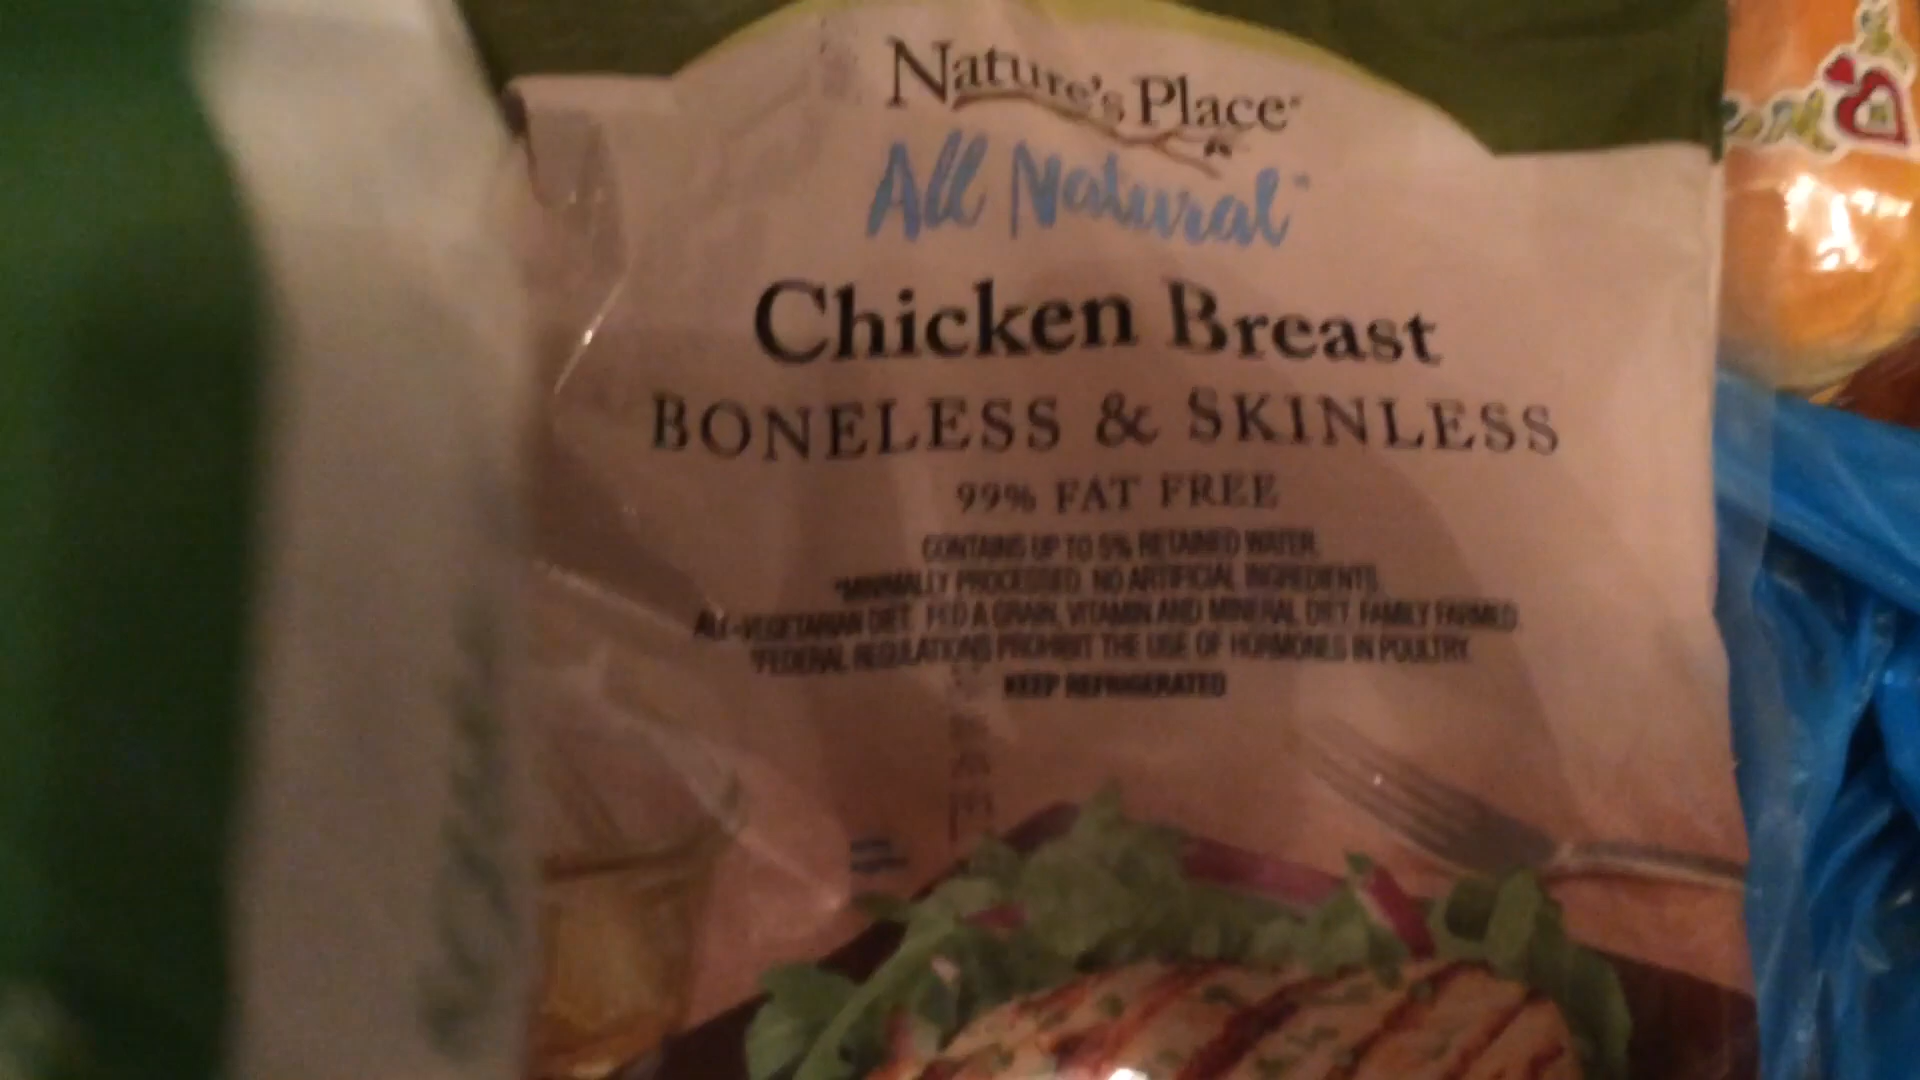 Nature's Place
All Natural*
Chicken Breast
BONELESS & SKINLESS
99% FAT FREE
CONTAINS UP TO 5% RETAINED WATER.
*MINIMALLY PROCESSED. NO ARTIFICIAL INGREDIENTS.
ALL-VEGETARIAN DIET. FED A GRAIN, VITAMIN AND MINERAL DIET. FAMILY FARMED
*FEDERAL REGULATIONS PROHIBIT THE USE OF HORMONES IN POULTRY.
KEEP REFRIGERATED